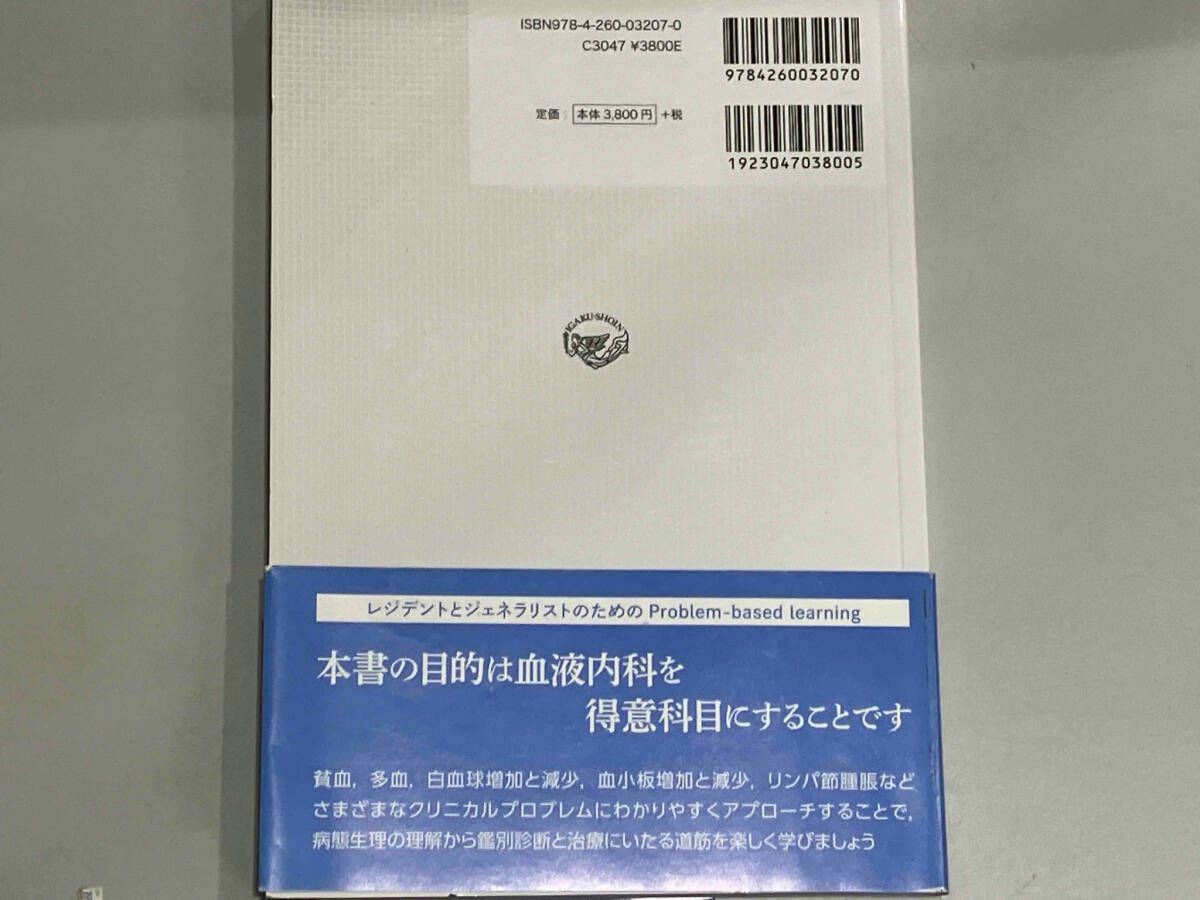 ISBN978-4-260-03207-0
C3047 ¥3800E
9784260032070
定価：本体 3,800円 +税
1923047038005
IGAKU-SHOIN
レジデントとジェネラリストのための Problem-based learning
本書の目的は血液内科を
得意科目にすることです
貧血，多血，白血球増加と減少，血小板増加と減少，リンパ節腫脹など
さまざまなクリニカルプロブレムにわかりやすくアプローチすることで，
病態生理の理解から鑑別診断と治療にいたる道筋を楽しく学びましょう